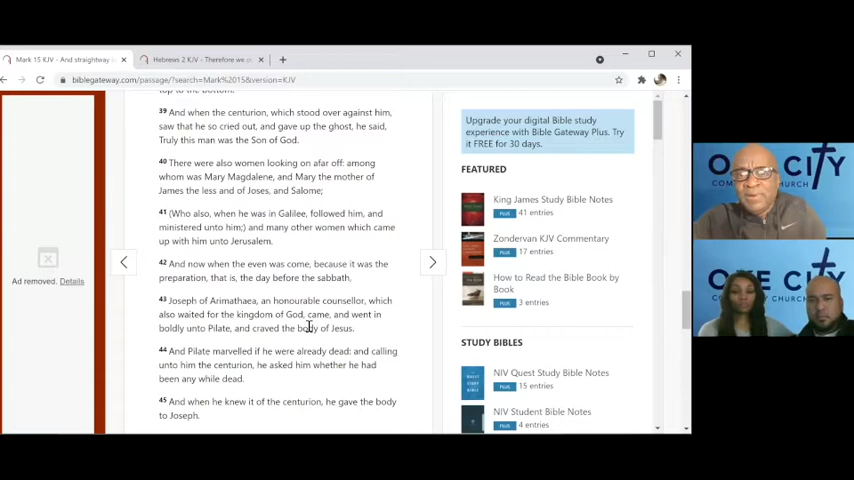 Mark 15 KJV - And straightway
Hebrews 2 KJV - Therefore we o
biblegateway.com/passage/?search=Mark%2015&version=KJV
top to the bottom.
39 And when the centurion, which stood over against him,
saw that he so cried out, and gave up the ghost, he said,
Truly this man was the Son of God.
40 There were also women looking on afar off: among
whom was Mary Magdalene, and Mary the mother of
James the less and of Joses, and Salome;
41 (Who also, when he was in Galilee, followed him, and
ministered unto him;) and many other women which came
up with him unto Jerusalem.
42 And now when the even was come, because it was the
preparation, that is, the day before the sabbath,
43 Joseph of Arimathaea, an honourable counsellor, which
also waited for the kingdom of God, came, and went in
boldly unto Pilate, and craved the body of Jesus.
44 And Pilate marvelled if he were already dead: and calling
unto him the centurion, he asked him whether he had
been any while dead.
45 And when he knew it of the centurion, he gave the body
to Joseph.
Ad removed. Details
Upgrade your digital Bible study
experience with Bible Gateway Plus. Try
it FREE for 30 days.
FEATURED
King James Study Bible Notes
PLUS 41 entries
Zondervan KJV Commentary
PLUS 17 entries
How to Read the Bible Book by
Book
PLUS 3 entries
STUDY BIBLES
NIV Quest Study Bible Notes
PLUS 15 entries
NIV Student Bible Notes
PLUS 4 entries